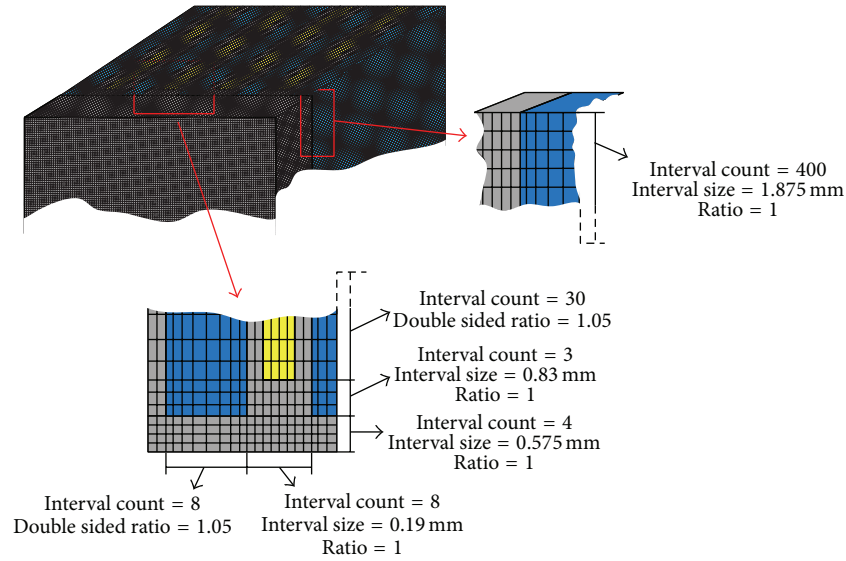 Interval count = 400
Interval size = 1.875 mm
Ratio = 1
Interval count = 30
Double sided ratio = 1.05
Interval count = 3
Interval size = 0.83 mm
Ratio = 1
Interval count = 4
Interval size = 0.575 mm
Ratio = 1
Interval count = 8
Double sided ratio = 1.05
Interval count = 8
Interval size = 0.19 mm
Ratio = 1